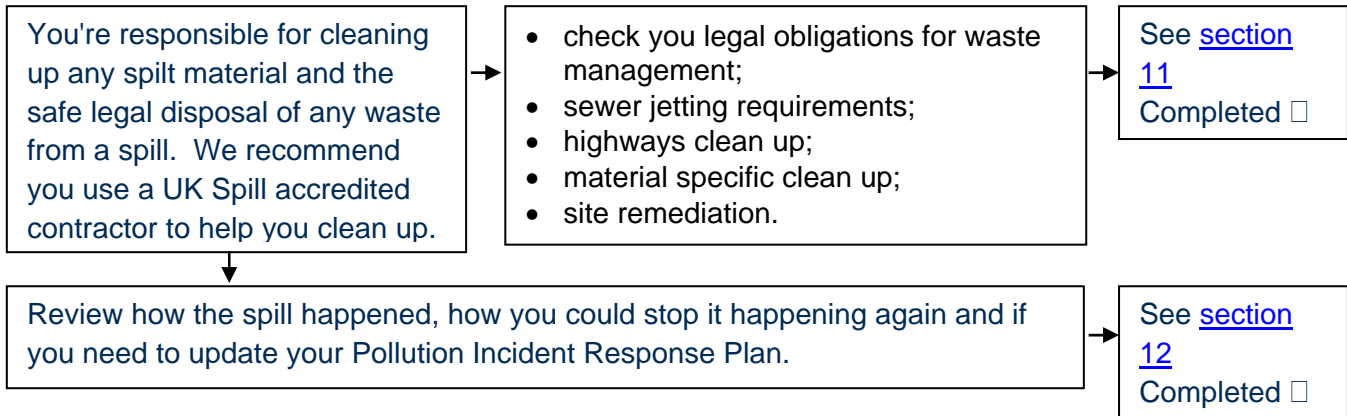 You're responsible for cleaning
up any spilt material and the
safe legal disposal of any waste
from a spill.  We recommend
you use a UK Spill accredited
contractor to help you clean up.
• check you legal obligations for waste
management;
• sewer jetting requirements;
• highways clean up;
• material specific clean up;
• site remediation.
See section
11
Completed □
Review how the spill happened, how you could stop it happening again and if
you need to update your Pollution Incident Response Plan.
See section
12
Completed □